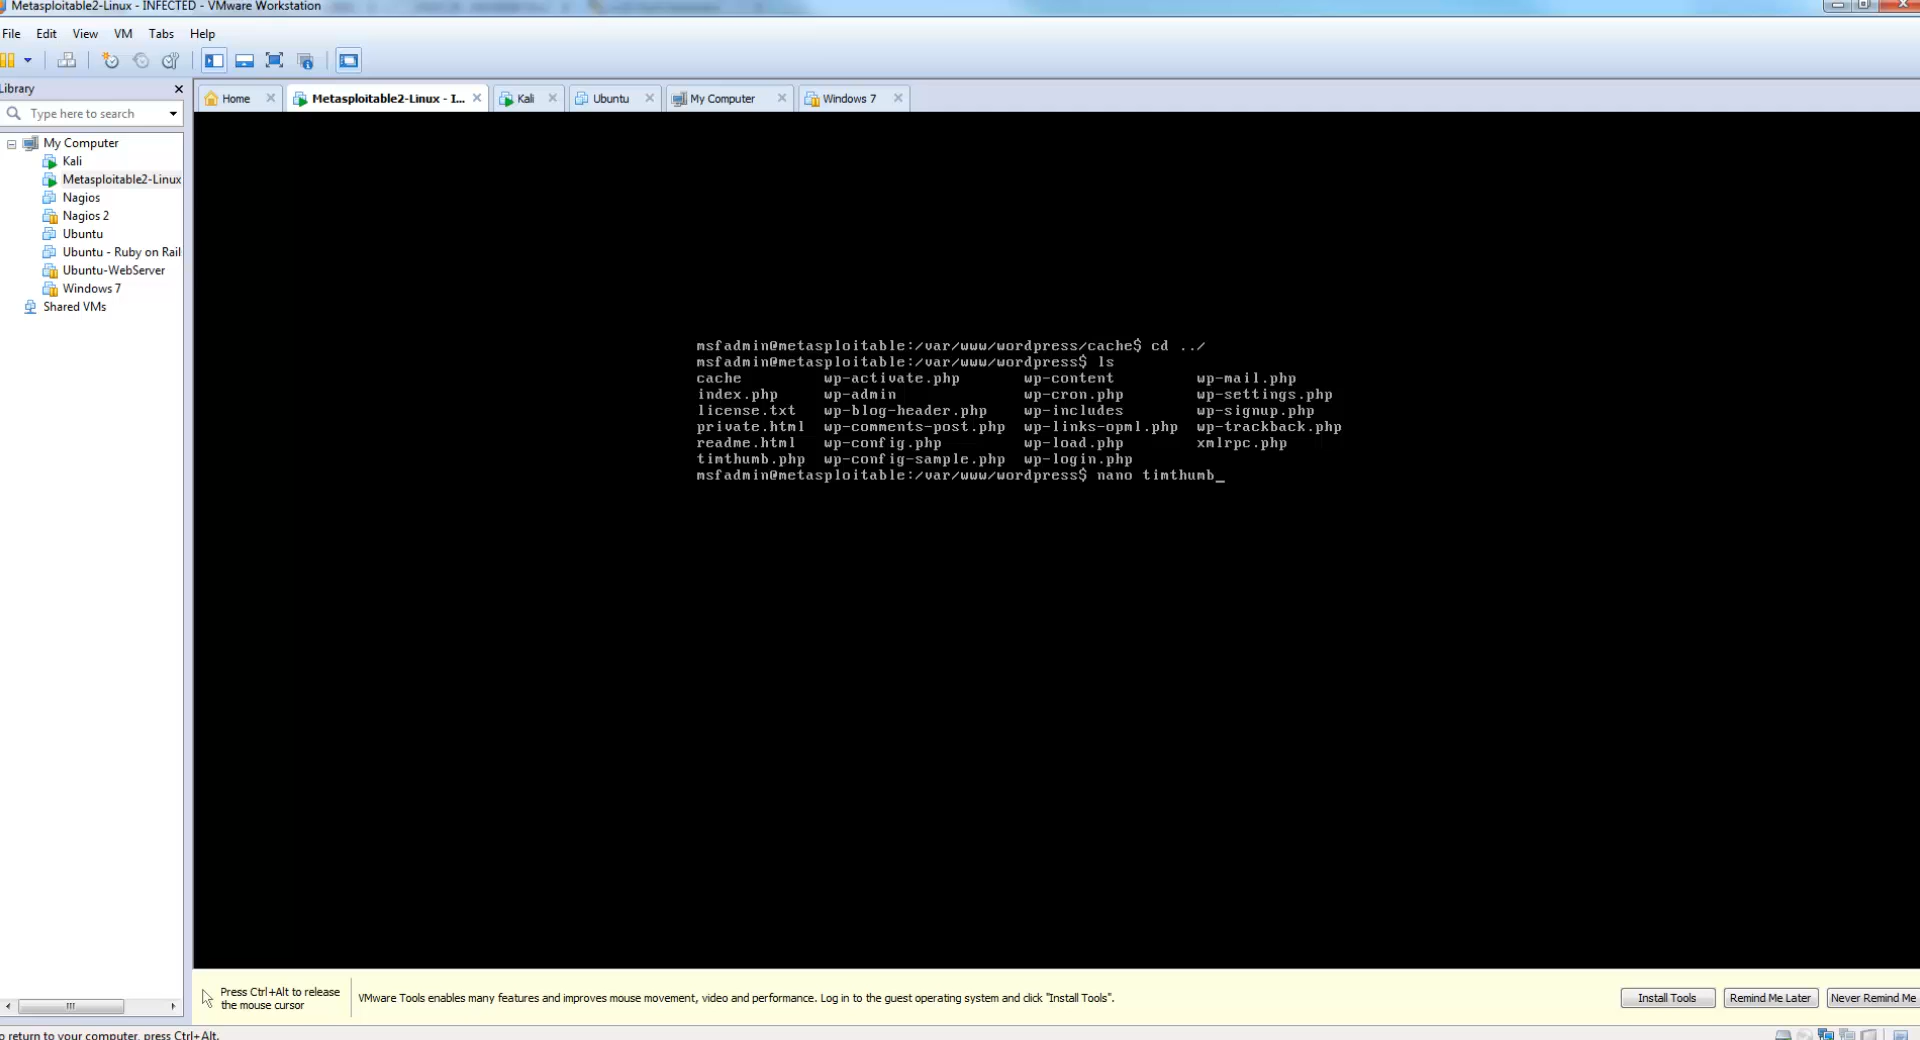 Metasploitable2-Linux - INFECTED - VMware Workstation
File Edit View VM Tabs Help
Library
Type here to search
My Computer
Kali
Metasploitable2-Linux
Nagios
Nagios 2
Ubuntu
Ubuntu - Ruby on Rail
Ubuntu-WebServer
Windows 7
Shared VMs
Home Metasploitable2-Linux - I... Kali Ubuntu My Computer Windows 7
msfadmin@metasploitable:/var/www/wordpress/cache$ cd ../
msfadmin@metasploitable:/var/www/wordpress$ ls
cache wp-activate.php wp-content wp-mail.php
index.php wp-admin wp-cron.php wp-settings.php
license.txt wp-blog-header.php wp-includes wp-signup.php
private.html wp-comments-post.php wp-links-opml.php wp-trackback.php
readme.html wp-config.php wp-load.php xmlrpc.php
timthumb.php wp-config-sample.php wp-login.php
msfadmin@metasploitable:/var/www/wordpress$ nano timthumb_
Press Ctrl+Alt to release
the mouse cursor
VMware Tools enables many features and improves mouse movement, video and performance. Log in to the guest operating system and click "Install Tools".
Install Tools Remind Me Later Never Remind Me
o return to your computer, press Ctrl+Alt.